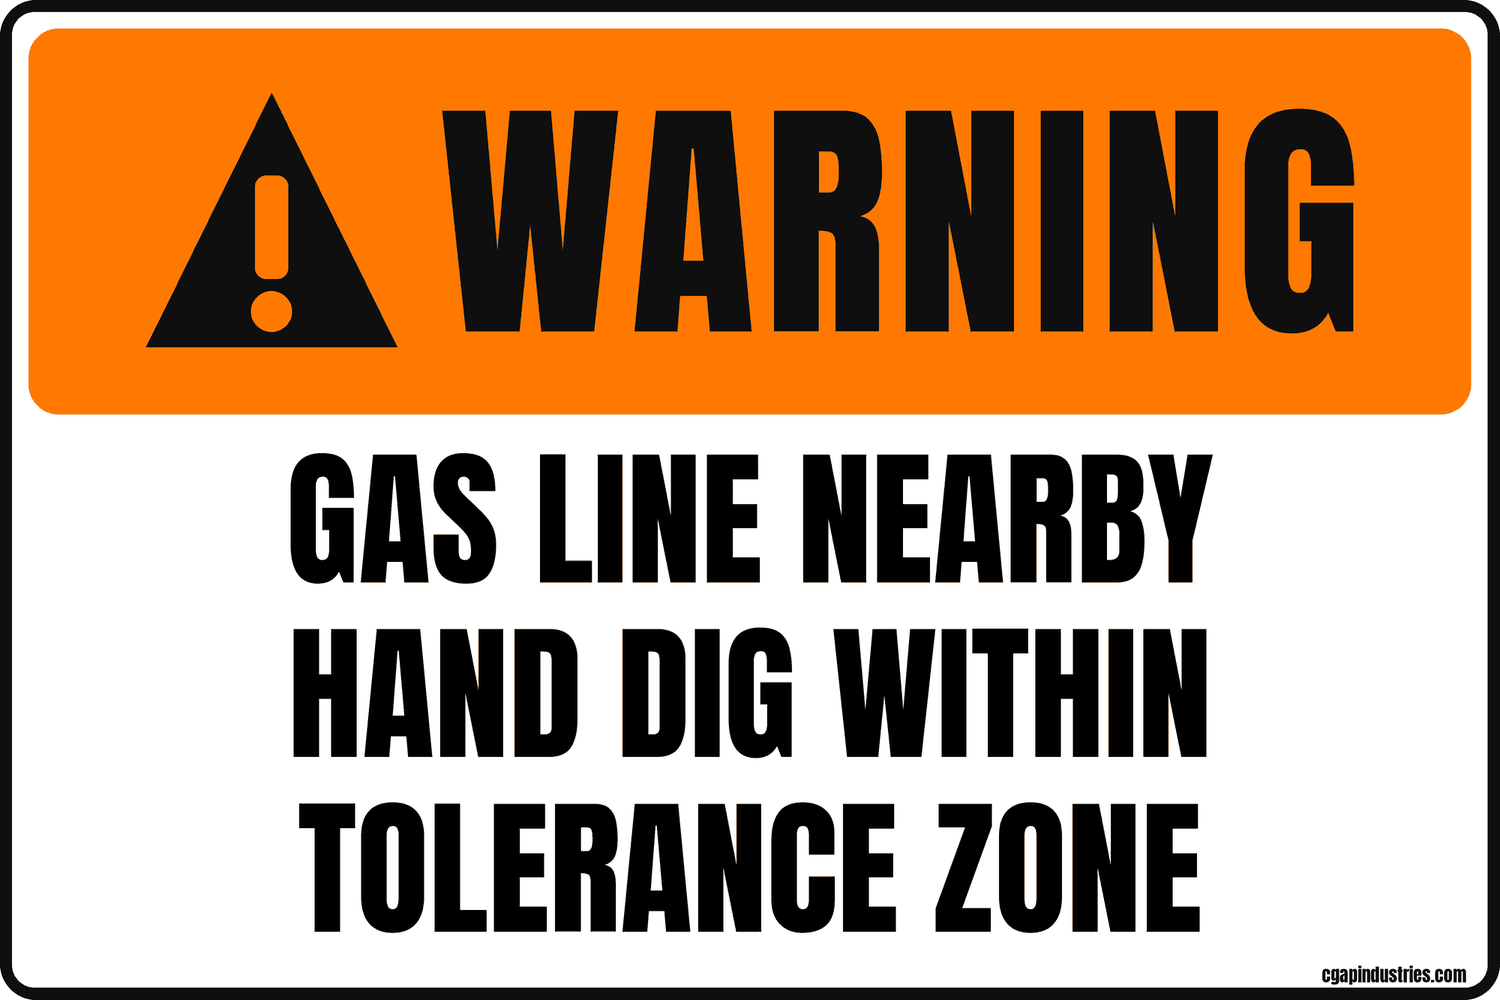 WARNING
GAS LINE NEARBY
HAND DIG WITHIN
TOLERANCE ZONE
cgapindustries.com